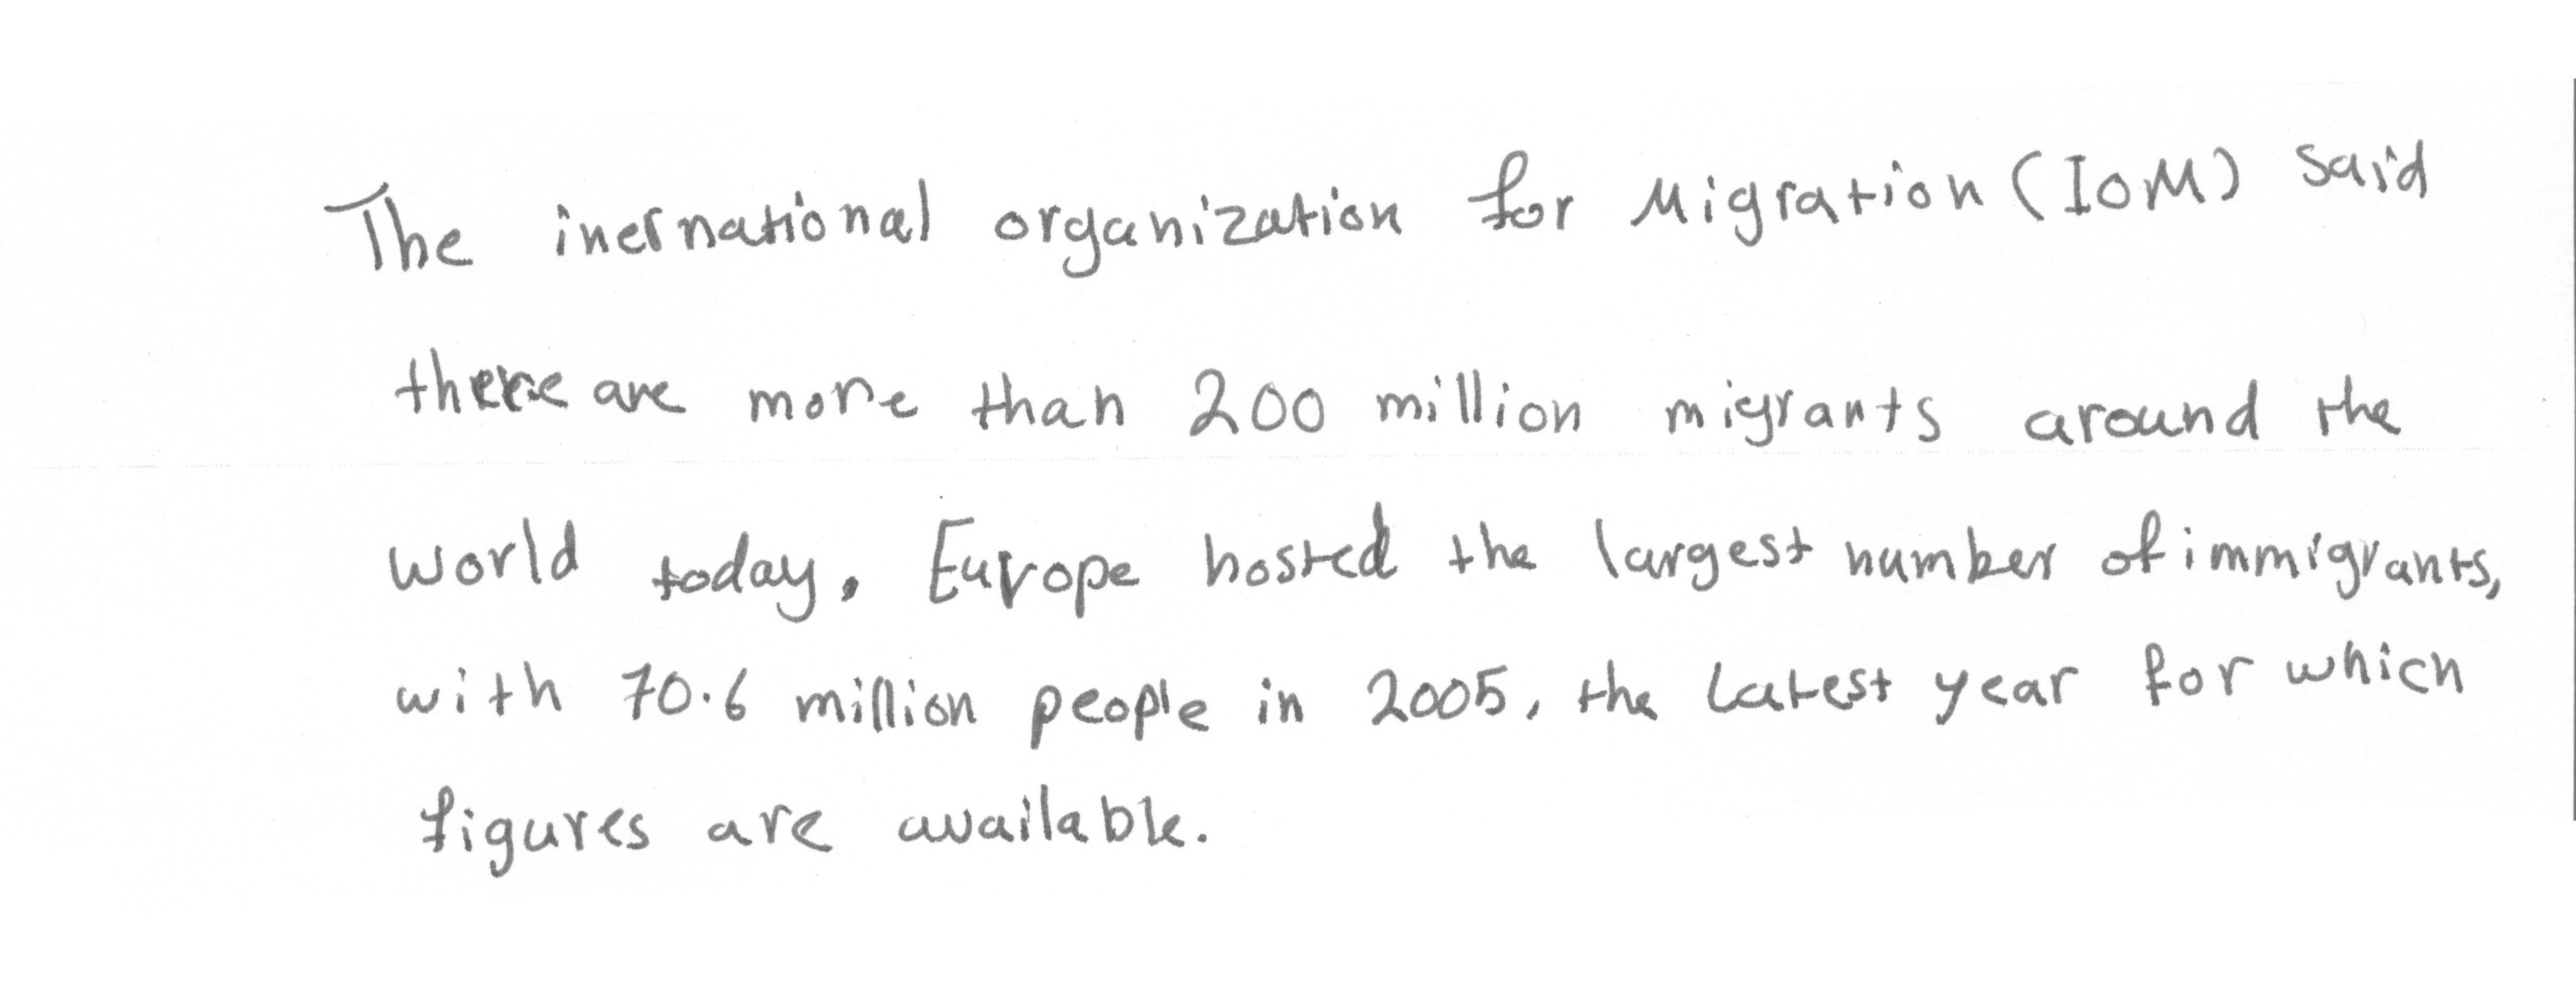 The inernational organization for Migration (IOM) said
there are more than 200 million migrants around the
world today. Europe hosted the largest number of immigrants,
with 70.6 million people in 2005, the latest year for which
figures are available.